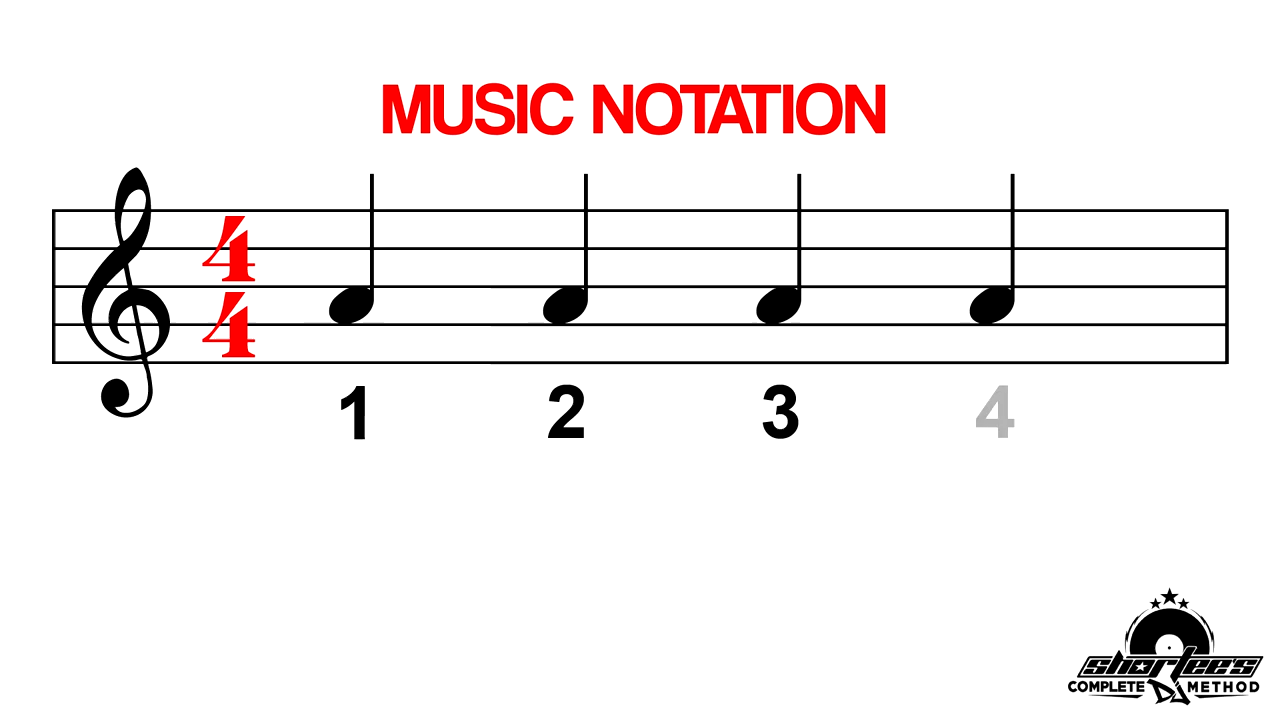 MUSIC NOTATION
4
4
1 2 3 4
shortee's
COMPLETE DJ METHOD